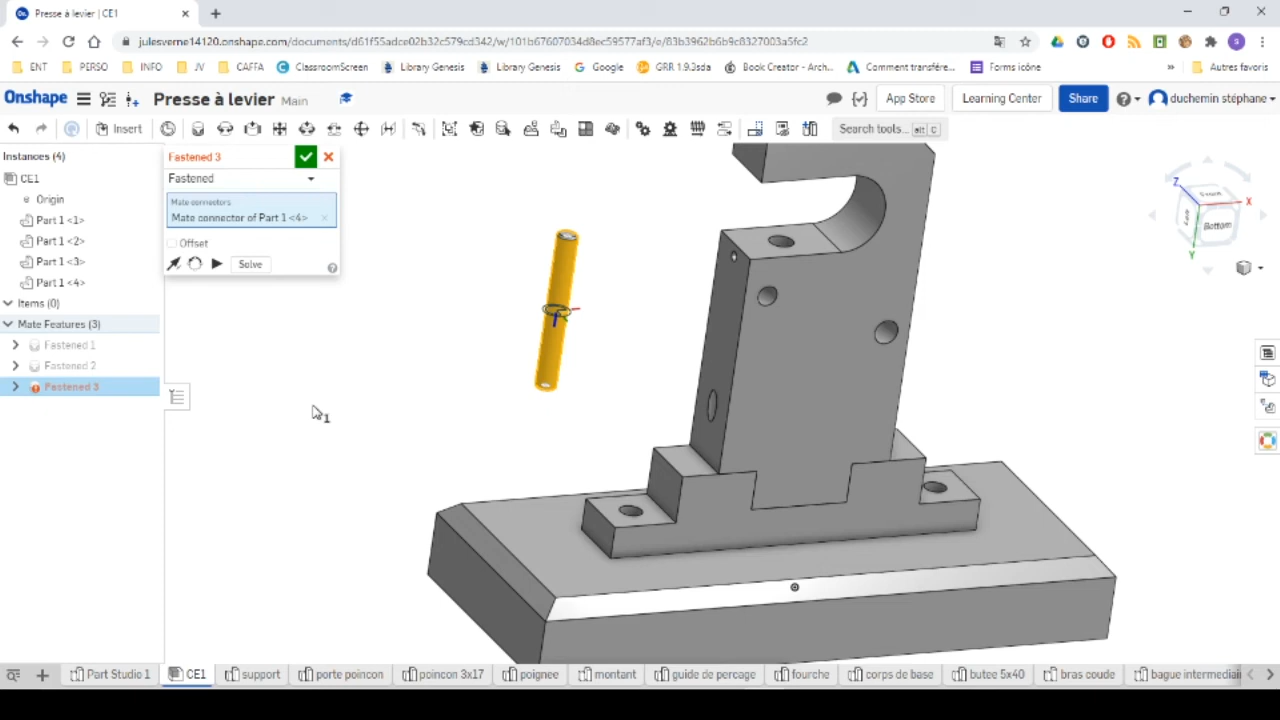 Presse à levier | CE1
julesverne14120.onshape.com/documents/d61f55adce02b32c579cd342/w/101b67607034d8ec59577af3/e/83b3962b6b9c8327003a5fc2
ENT PERSO INFO JV CAFFA ClassroomScreen Library Genesis Library Genesis Google GRR 1.9.2sda Book Creator - Arch... Comment transfére... Forms icône » Autres favoris
Onshape Presse à levier Main App Store Learning Center Share duchemin stéphane
Insert Search tools... alt C
Instances (4)
CE1
Origin
Part 1 <1>
Part 1 <2>
Part 1 <3>
Part 1 <4>
Items (0)
Mate Features (3)
Fastened 1
Fastened 2
Fastened 3
Fastened 3
Fastened
Mate connectors
Mate connector of Part 1 <4>
Offset
Solve
1
Z
X
Y
Front
Left
Bottom
Part Studio 1 CE1 support porte poincon poincon 3x17 poignee montant guide de percage fourche corps de base butee 5x40 bras coude bague intermediai